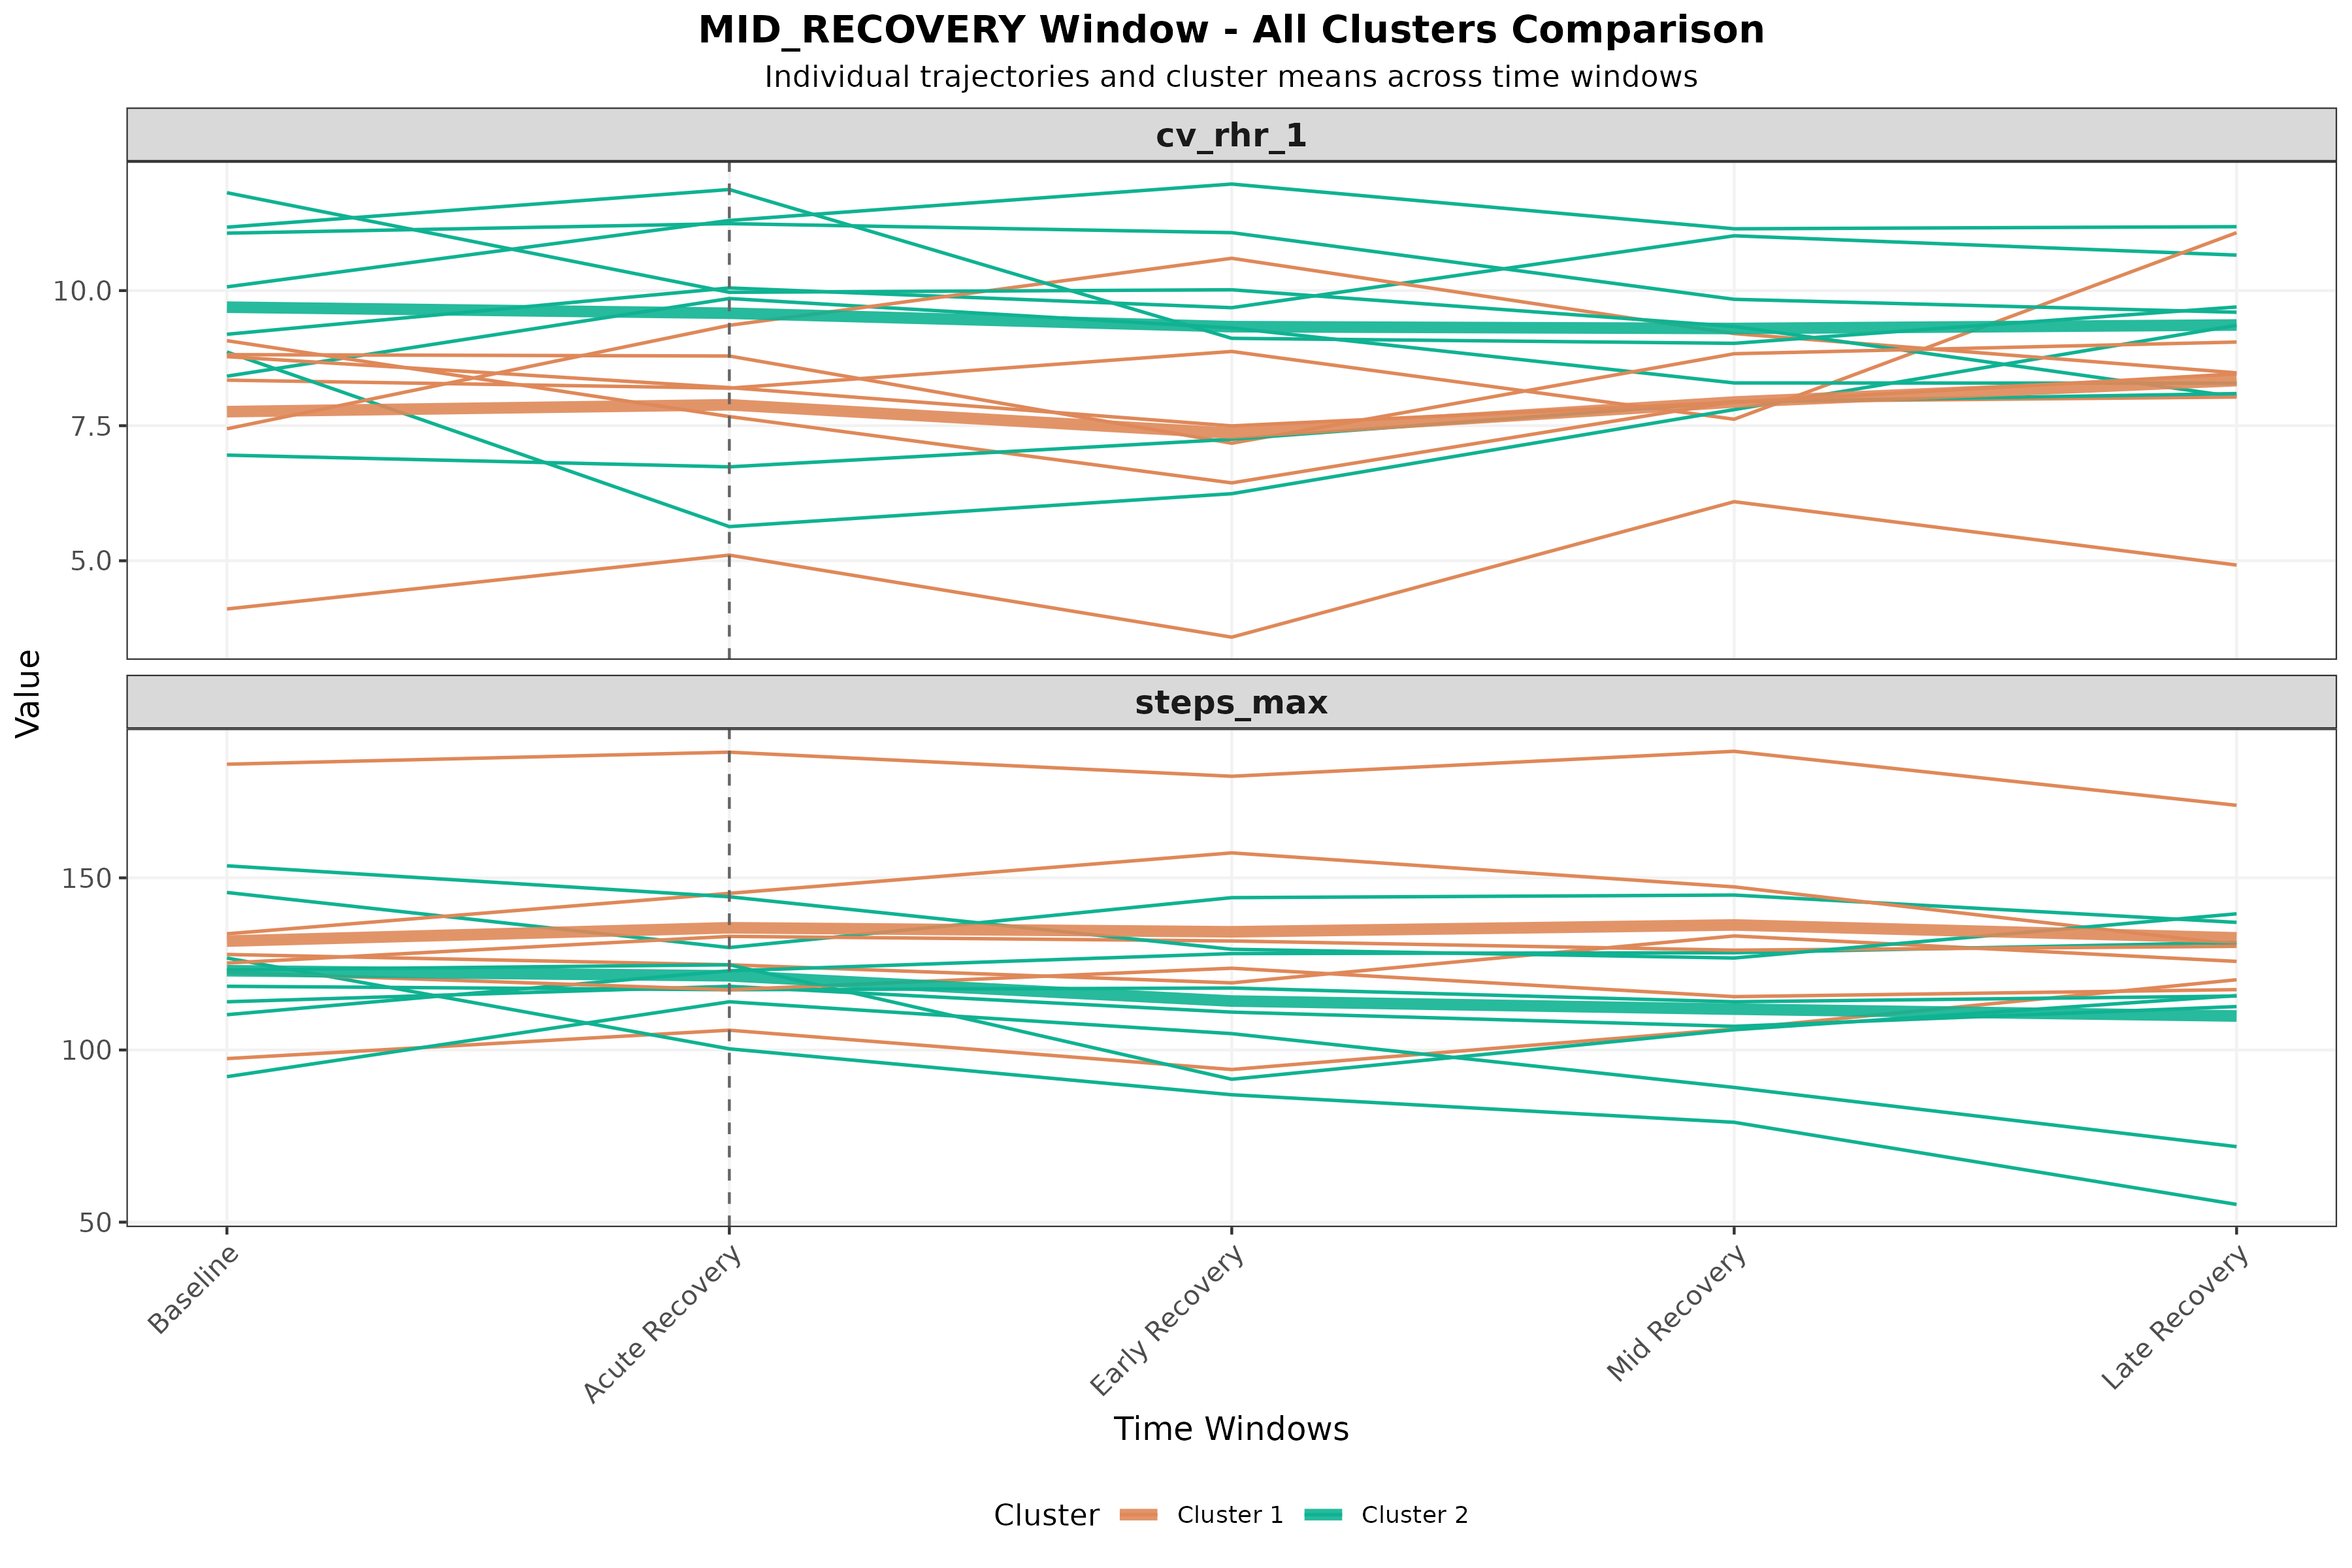 MID_RECOVERY Window - All Clusters Comparison
Individual trajectories and cluster means across time windows
cv_rhr_1
10.0
7.5
5.0
Value
steps_max
150
100
50
Baseline
Acute Recovery
Early Recovery
Mid Recovery
Late Recovery
Time Windows
Cluster Cluster 1 Cluster 2